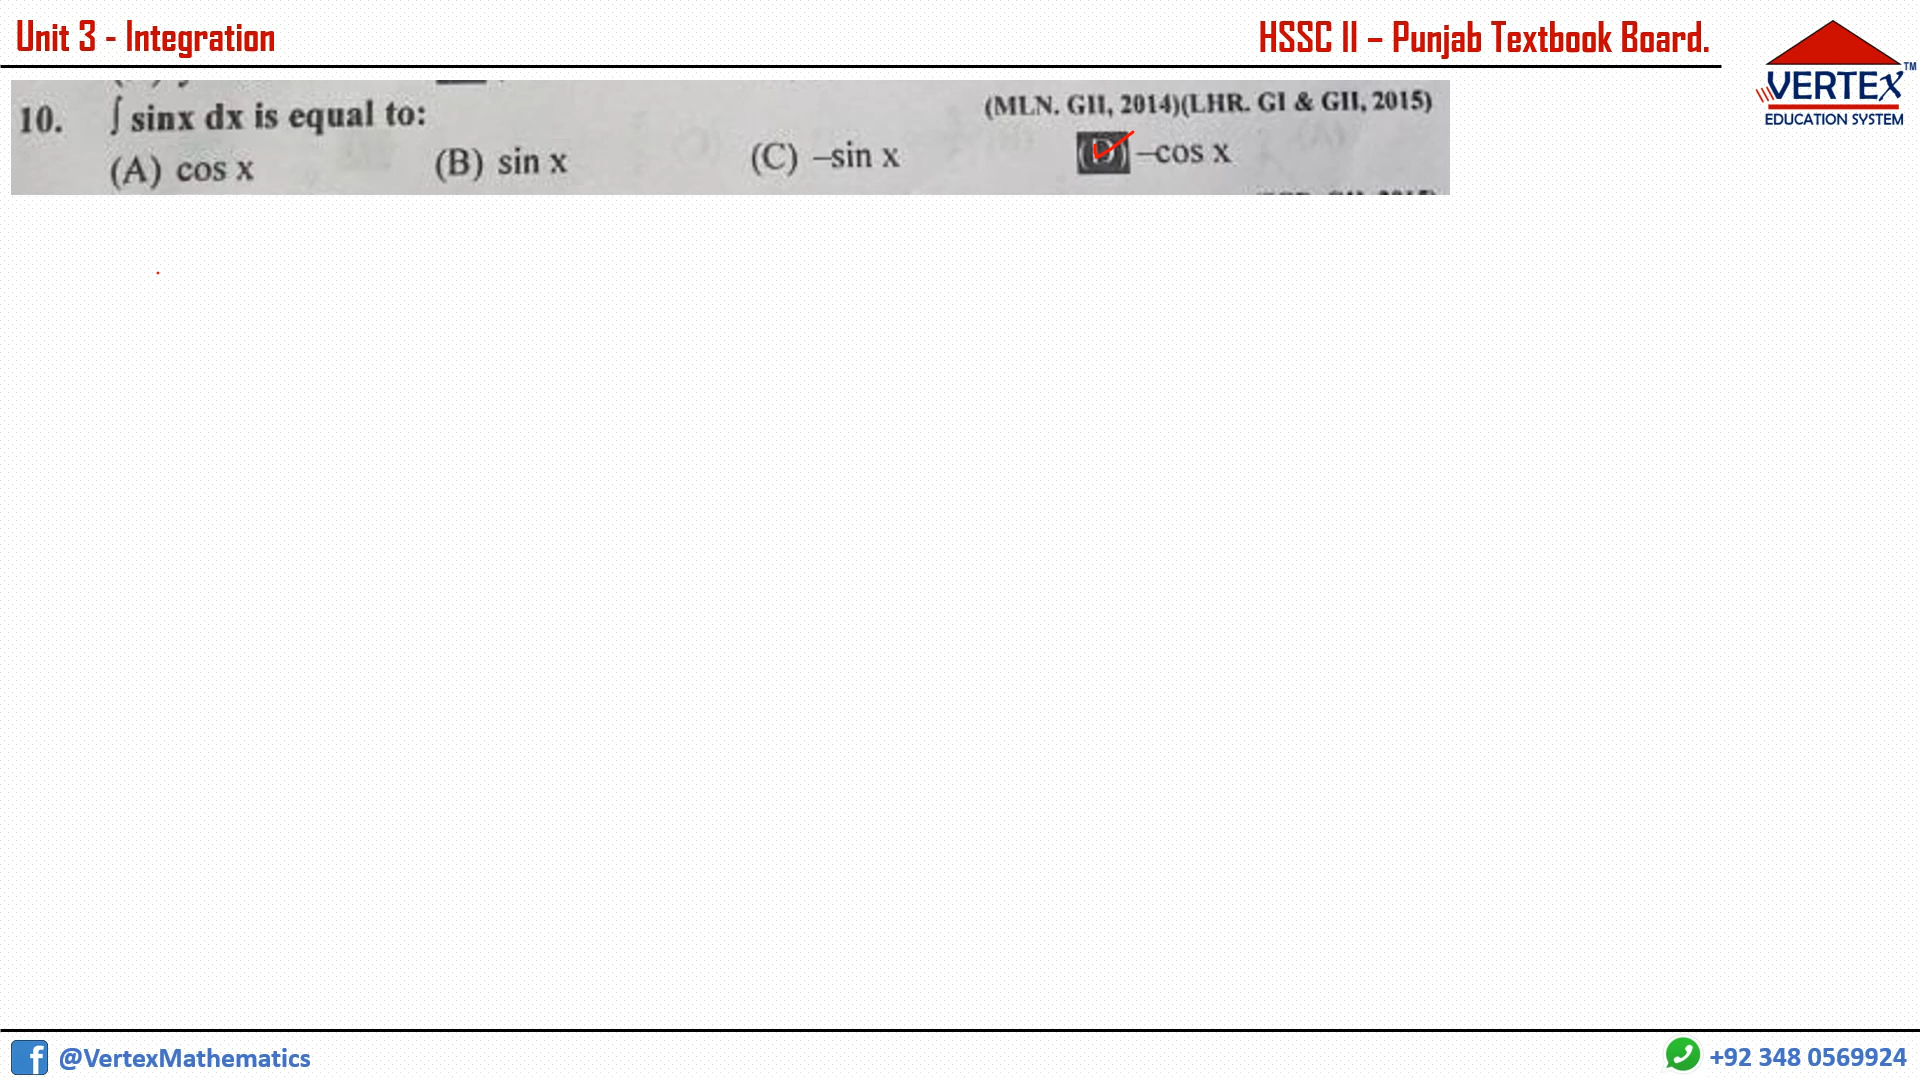 Unit 3 - Integration
HSSC II – Punjab Textbook Board.
VERTEX™
EDUCATION SYSTEM
10. ∫ sinx dx is equal to: (MLN. GII, 2014)(LHR. GI & GII, 2015)
(A) cos x (B) sin x (C) –sin x (D) –cos x
@VertexMathematics
+92 348 0569924